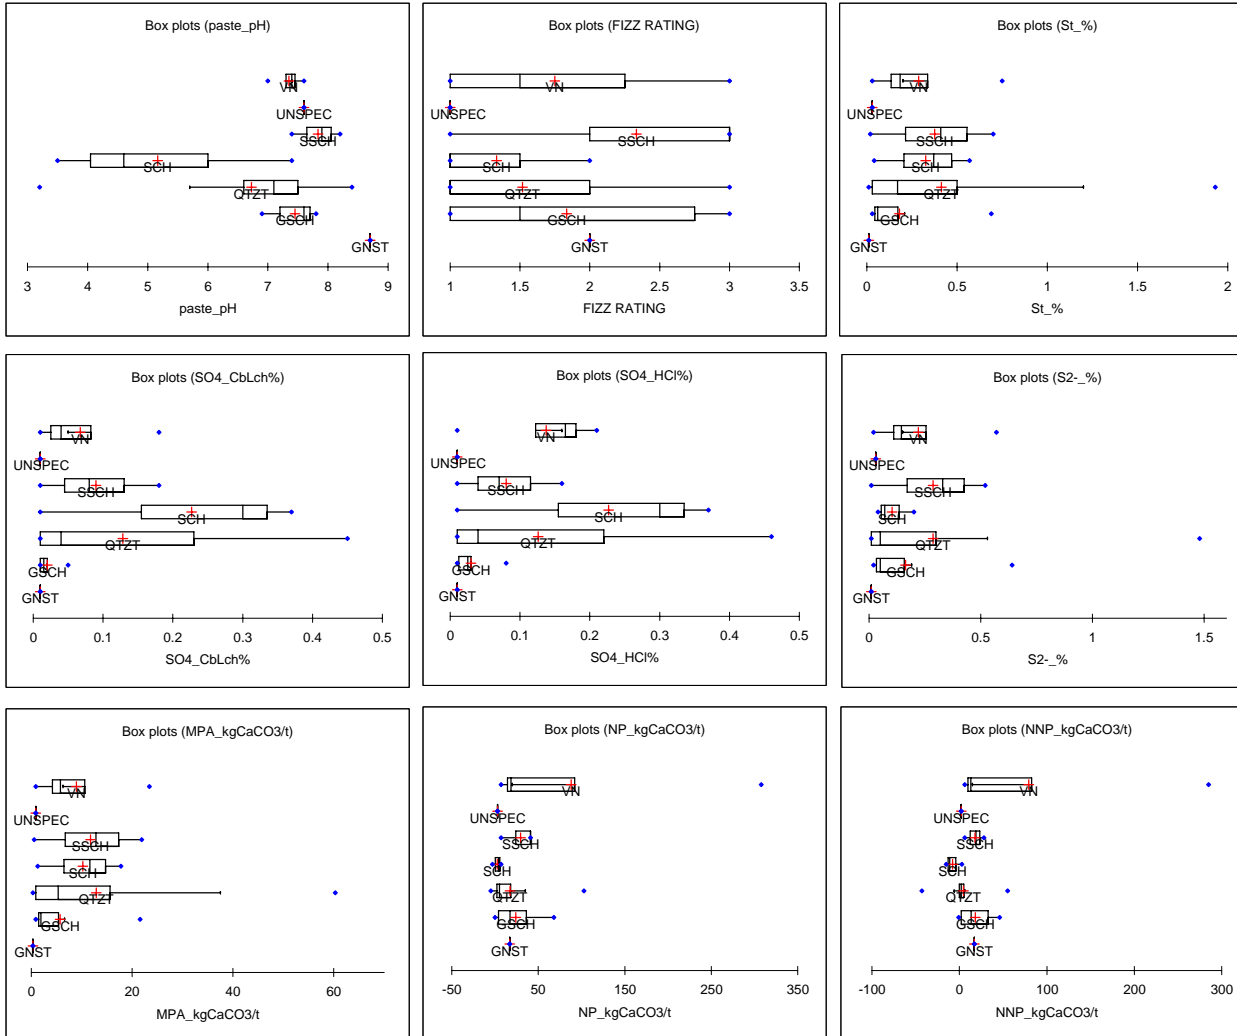 Box plots (paste_pH)
VN
UNSPEC
SSCH
SCH
QTZT
GSCH
GNST
3 4 5 6 7 8 9
paste_pH
Box plots (FIZZ RATING)
VN
UNSPEC
SSCH
SCH
QTZT
GSCH
GNST
1 1.5 2 2.5 3 3.5
FIZZ RATING
Box plots (St_%)
VN
UNSPEC
SSCH
SCH
QTZT
GSCH
GNST
0 0.5 1 1.5 2
St_%
Box plots (SO4_CbLch%)
VN
UNSPEC
SSCH
SCH
QTZT
GSCH
GNST
0 0.1 0.2 0.3 0.4 0.5
SO4_CbLch%
Box plots (SO4_HCl%)
VN
UNSPEC
SSCH
SCH
QTZT
GSCH
GNST
0 0.1 0.2 0.3 0.4 0.5
SO4_HCl%
Box plots (S2-_%)
VN
UNSPEC
SSCH
SCH
QTZT
GSCH
GNST
0 0.5 1 1.5
S2-_%
Box plots (MPA_kgCaCO3/t)
VN
UNSPEC
SSCH
SCH
QTZT
GSCH
GNST
0 20 40 60
MPA_kgCaCO3/t
Box plots (NP_kgCaCO3/t)
VN
UNSPEC
SSCH
SCH
QTZT
GSCH
GNST
-50 50 150 250 350
NP_kgCaCO3/t
Box plots (NNP_kgCaCO3/t)
VN
UNSPEC
SSCH
SCH
QTZT
GSCH
GNST
-100 0 100 200 300
NNP_kgCaCO3/t